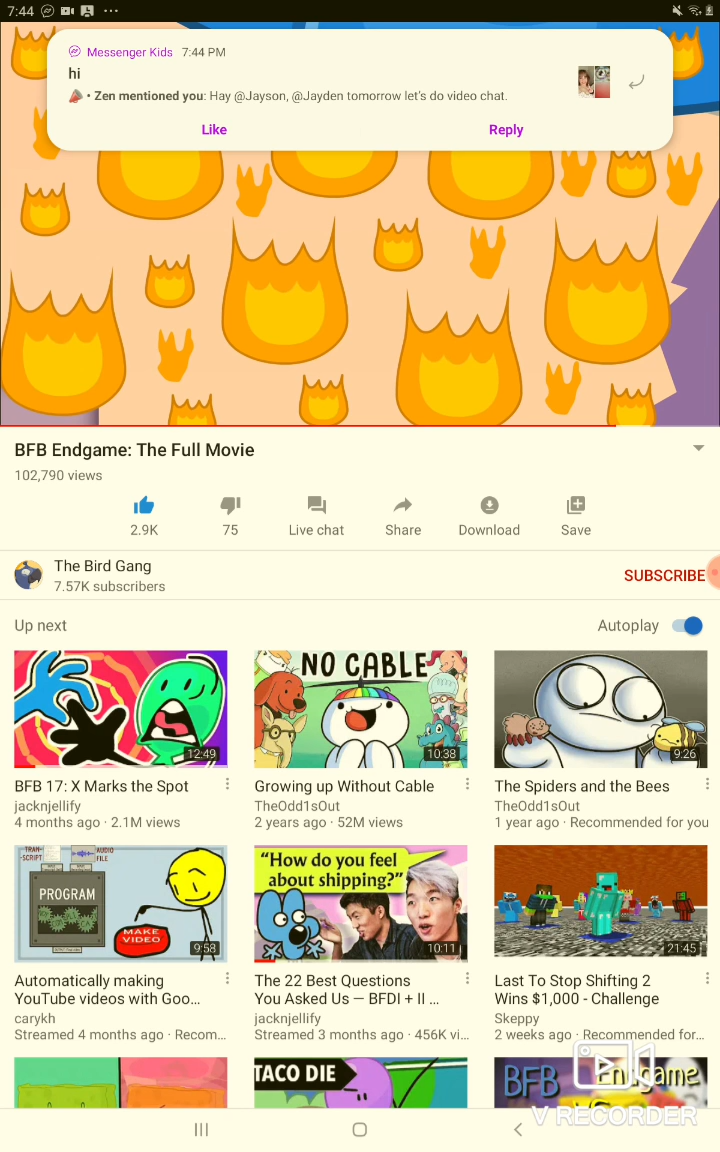 7:44
Messenger Kids 7:44 PM
hi
• Zen mentioned you: Hay @Jayson, @Jayden tomorrow let's do video chat.
Like Reply
BFB Endgame: The Full Movie
102,790 views
2.9K 75 Live chat Share Download Save
The Bird Gang
7.57K subscribers
SUBSCRIBE
Up next
Autoplay
12:49
NO CABLE
10:38
9:26
BFB 17: X Marks the Spot
jacknjellify
4 months ago · 2.1M views
Growing up Without Cable
TheOdd1sOut
2 years ago · 52M views
The Spiders and the Bees
TheOdd1sOut
1 year ago · Recommended for you
TRAN-
SCRIPT
AUDIO
FILE
PROGRAM
MAKE
VIDEO
9:58
"How do you feel
about shipping?"
10:11
21:45
Automatically making
YouTube videos with Goo...
carykh
Streamed 4 months ago · Recom...
The 22 Best Questions
You Asked Us — BFDI + II ...
jacknjellify
Streamed 3 months ago · 456K vi...
Last To Stop Shifting 2
Wins $1,000 - Challenge
Skeppy
2 weeks ago · Recommended for...
TACO DIE
BFB Endgame
V RECORDER